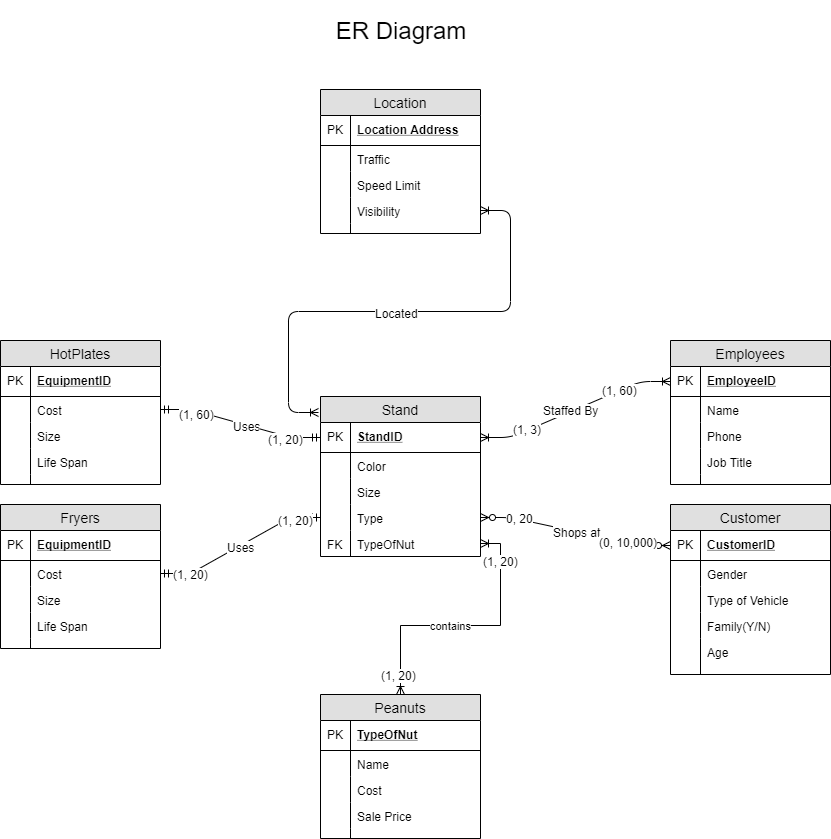 ER Diagram
Location
PK Location Address
Traffic
Speed Limit
Visibility
Located
HotPlates
PK EquipmentID
Cost
Size
Life Span
(1, 60)
Uses
(1, 20)
Stand
PK StandID
Color
Size
Type
FK TypeOfNut
(1, 3)
Staffed By
(1, 60)
Employees
PK EmployeeID
Name
Phone
Job Title
Fryers
PK EquipmentID
Cost
Size
Life Span
(1, 20)
Uses
(1, 20)
0, 20
Shops at
(0, 10,000)
Customer
PK CustomerID
Gender
Type of Vehicle
Family(Y/N)
Age
(1, 20)
contains
(1, 20)
Peanuts
PK TypeOfNut
Name
Cost
Sale Price